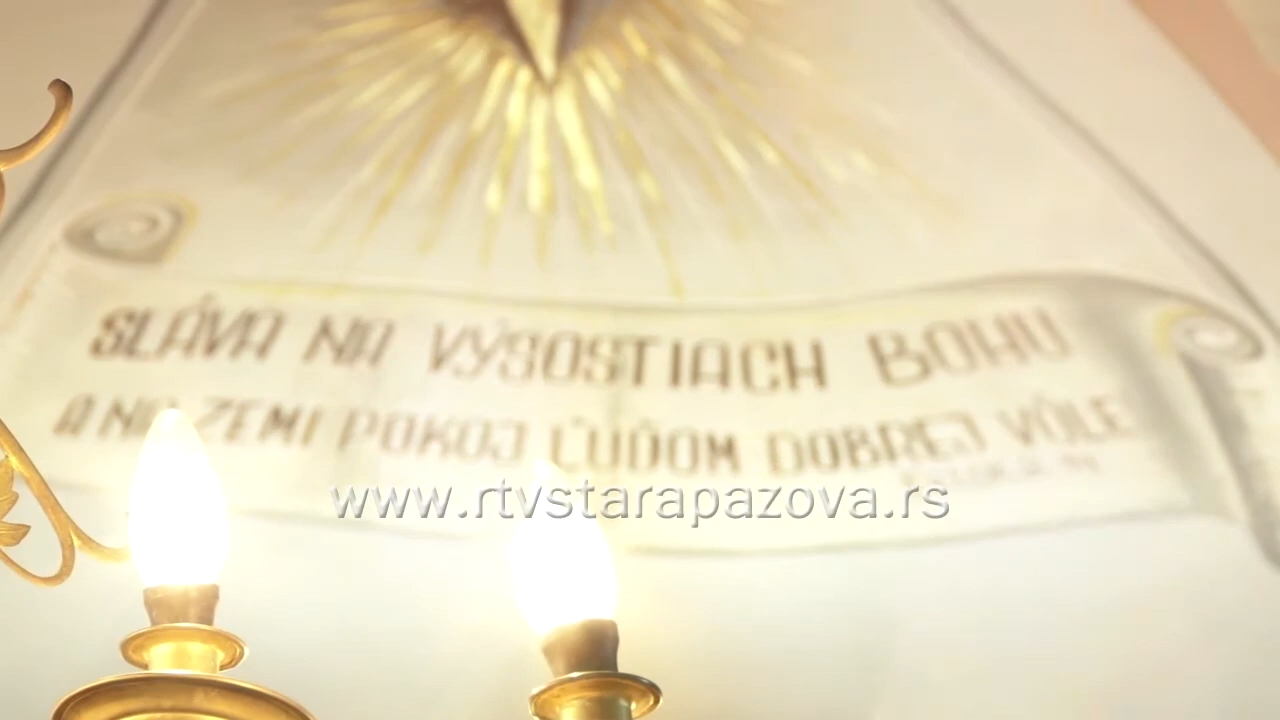 SLÁVA NA VÝSOSTIACH BOHU
A NA ZEMI POKOJ ĽUĎOM DOBREJ VÔLE
www.rtvstarapazova.rs